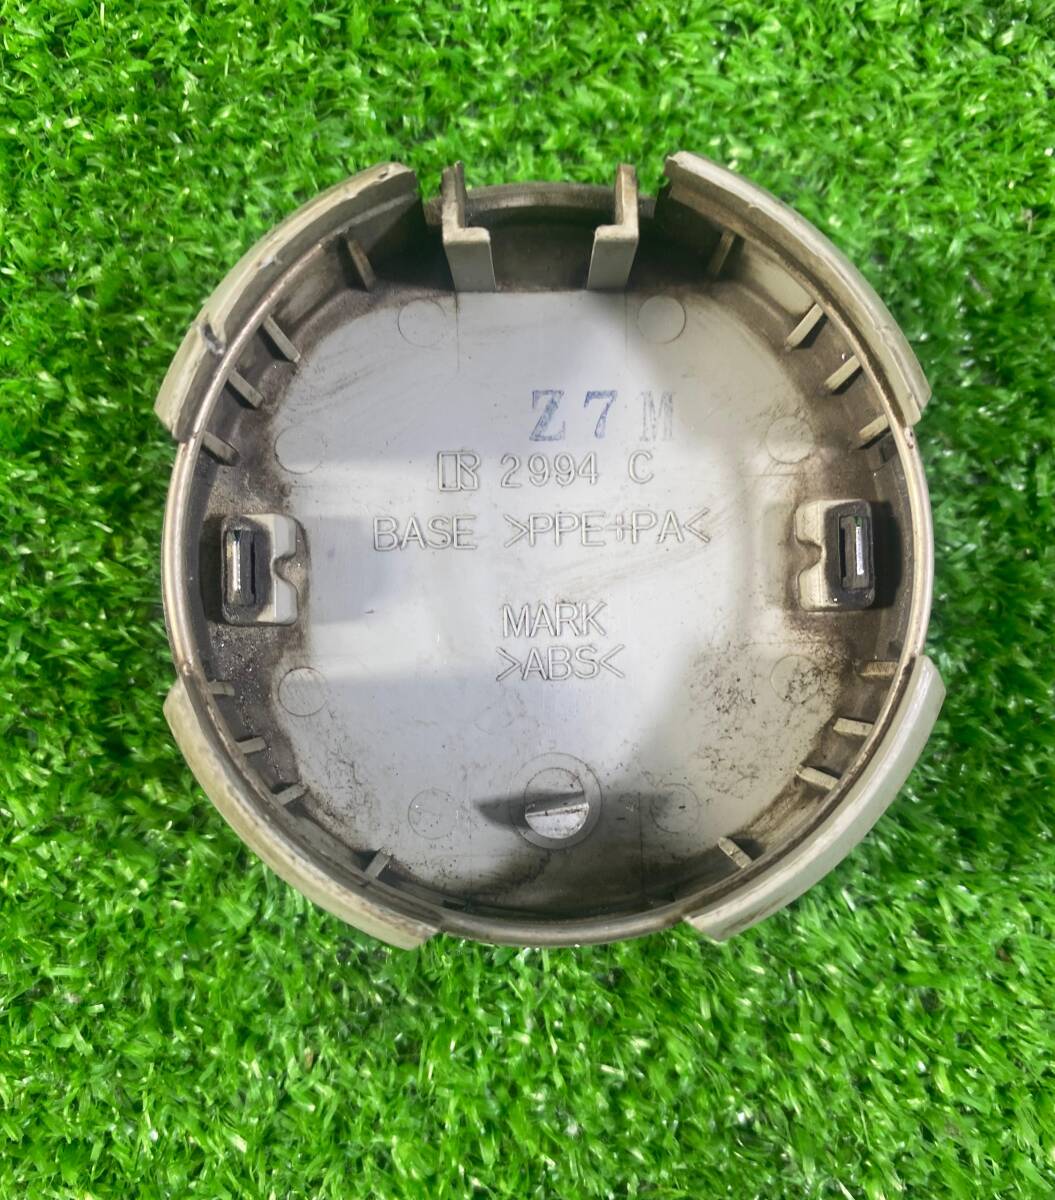 Z7M
2994 C
BASE >PPE+PA<
MARK
>ABS<